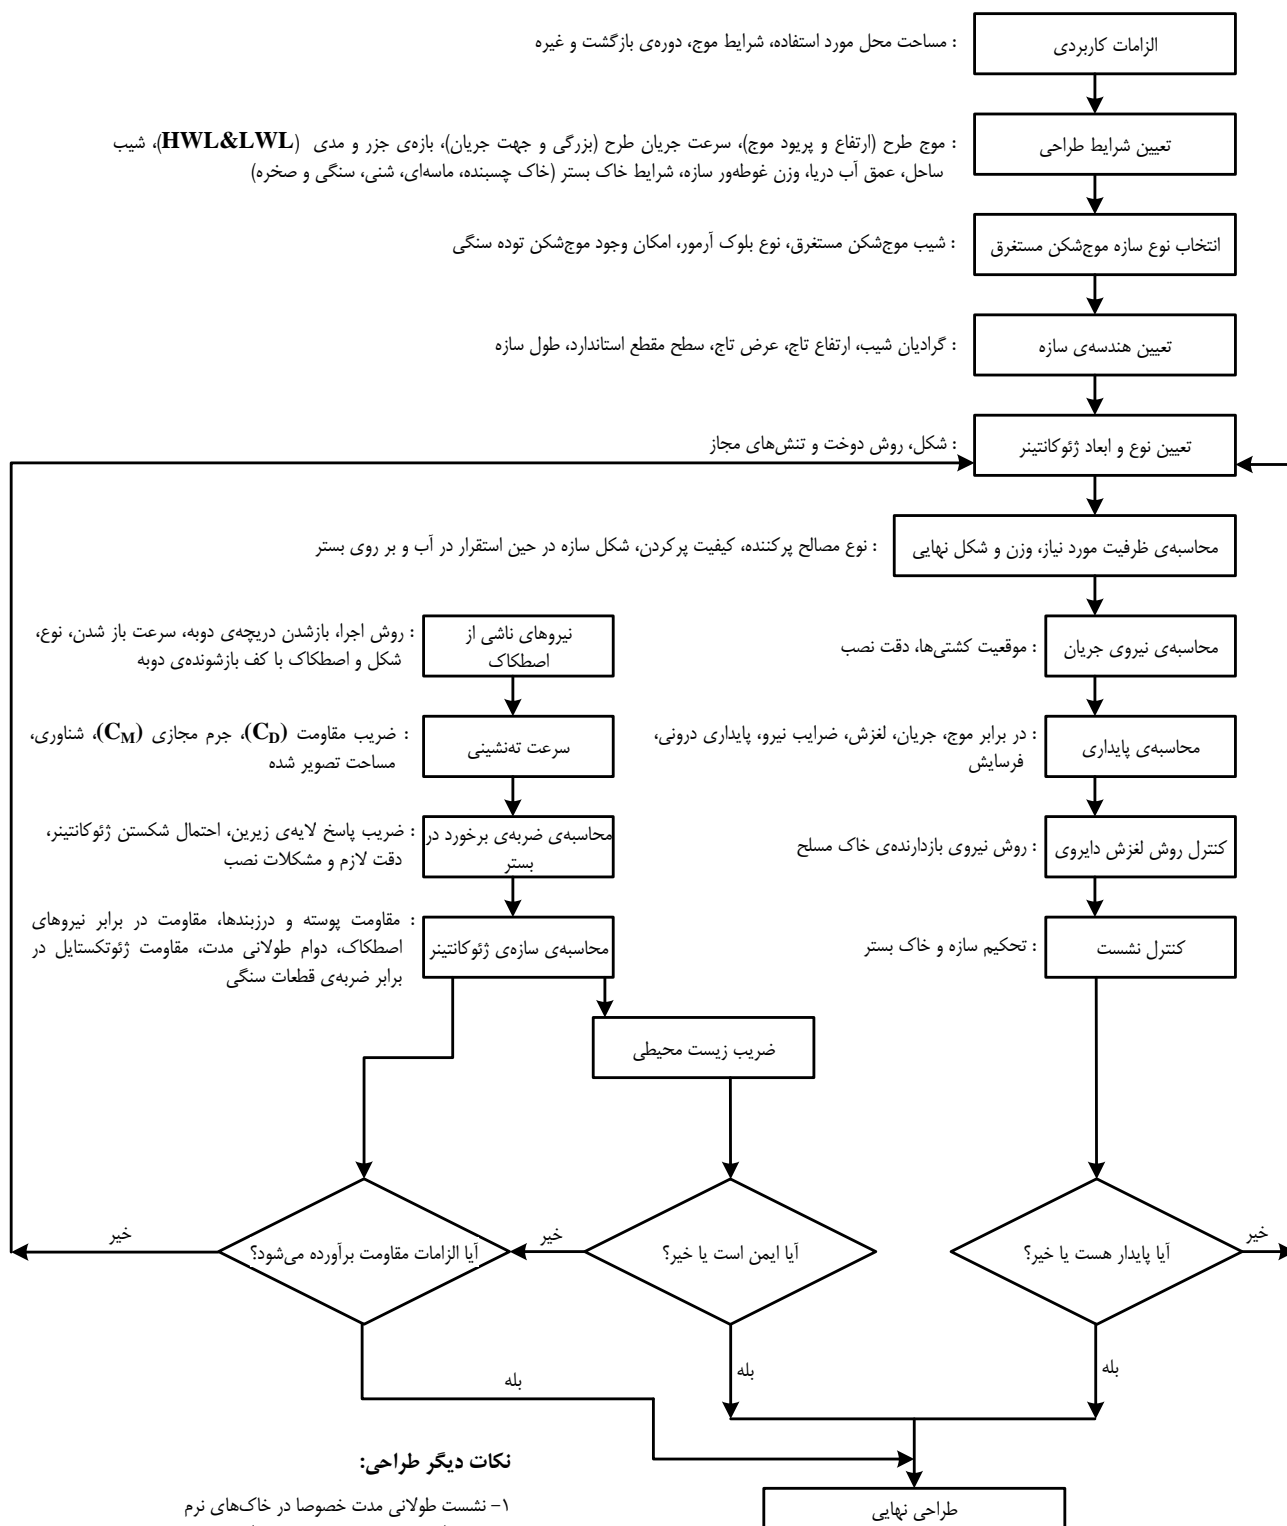 الزامات کاربردی
: مساحت محل مورد استفاده، شرایط موج، دوره‌ی بازگشت و غیره
تعیین شرایط طراحی
: موج طرح (ارتفاع و پریود موج)، سرعت جریان طرح (بزرگی و جهت جریان)، بازه‌ی جزر و مدی (HWL&LWL)، شیب
ساحل، عمق آب دریا، وزن غوطه‌ور سازه، شرایط خاک بستر (خاک چسبنده، ماسه‌ای، شنی، سنگی و صخره)
انتخاب نوع سازه موج‌شکن مستغرق
: شیب موج‌شکن مستغرق، نوع بلوک آرمور، امکان وجود موج‌شکن توده سنگی
تعیین هندسه‌ی سازه
: گرادیان شیب، ارتفاع تاج، عرض تاج، سطح مقطع استاندارد، طول سازه
تعیین نوع و ابعاد ژئوکانتینر
: شکل، روش دوخت و تنش‌های مجاز
محاسبه‌ی ظرفیت مورد نیاز، وزن و شکل نهایی
: نوع مصالح پرکننده، کیفیت پرکردن، شکل سازه در حین استقرار در آب و بر روی بستر
محاسبه‌ی نیروی جریان
: موقعیت کشتی‌ها، دقت نصب
محاسبه‌ی پایداری
: در برابر موج، جریان، لغزش، ضرایب نیرو، پایداری درونی،
فرسایش
کنترل روش لغزش دایروی
: روش نیروی بازدارنده‌ی خاک مسلح
کنترل نشست
: تحکیم سازه و خاک بستر
نیروهای ناشی از
اصطکاک
: روش اجرا، بازشدن دریچه‌ی دوبه، سرعت باز شدن، نوع،
شکل و اصطکاک با کف بازشونده‌ی دوبه
سرعت ته‌نشینی
: ضریب مقاومت (C_D)، جرم مجازی (C_M)، شناوری،
مساحت تصویر شده
محاسبه‌ی ضربه‌ی برخورد در
بستر
: ضریب پاسخ لایه‌ی زیرین، احتمال شکستن ژئوکانتینر،
دقت لازم و مشکلات نصب
محاسبه‌ی سازه‌ی ژئوکانتینر
: مقاومت پوسته و درزبندها، مقاومت در برابر نیروهای
اصطکاک، دوام طولانی مدت، مقاومت ژئوتکستایل در
برابر ضربه‌ی قطعات سنگی
ضریب زیست محیطی
آیا پایدار هست یا خیر؟
خیر
آیا ایمن است یا خیر؟
خیر
آیا الزامات مقاومت برآورده می‌شود؟
خیر
بله
بله
بله
طراحی نهایی
نکات دیگر طراحی:
۱- نشست طولانی مدت خصوصا در خاک‌های نرم